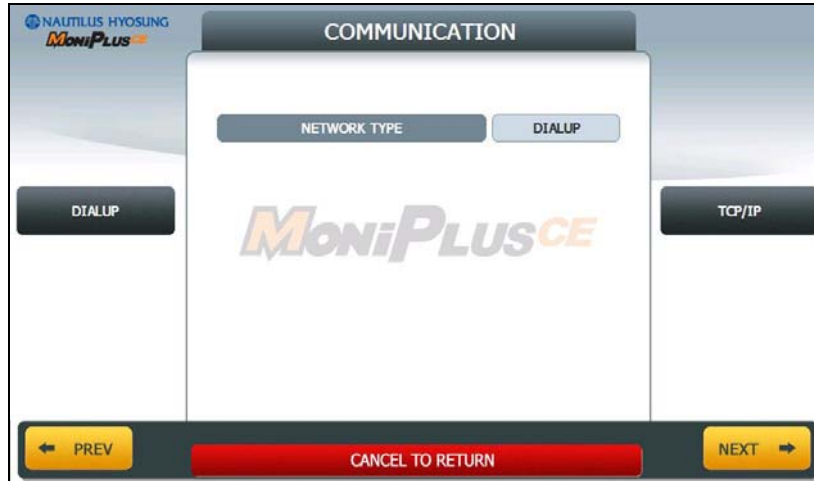 NAUTILUS HYOSUNG
MONiPLUS CE
COMMUNICATION
NETWORK TYPE DIALUP
DIALUP
TCP/IP
MONiPLUS CE
PREV
CANCEL TO RETURN
NEXT